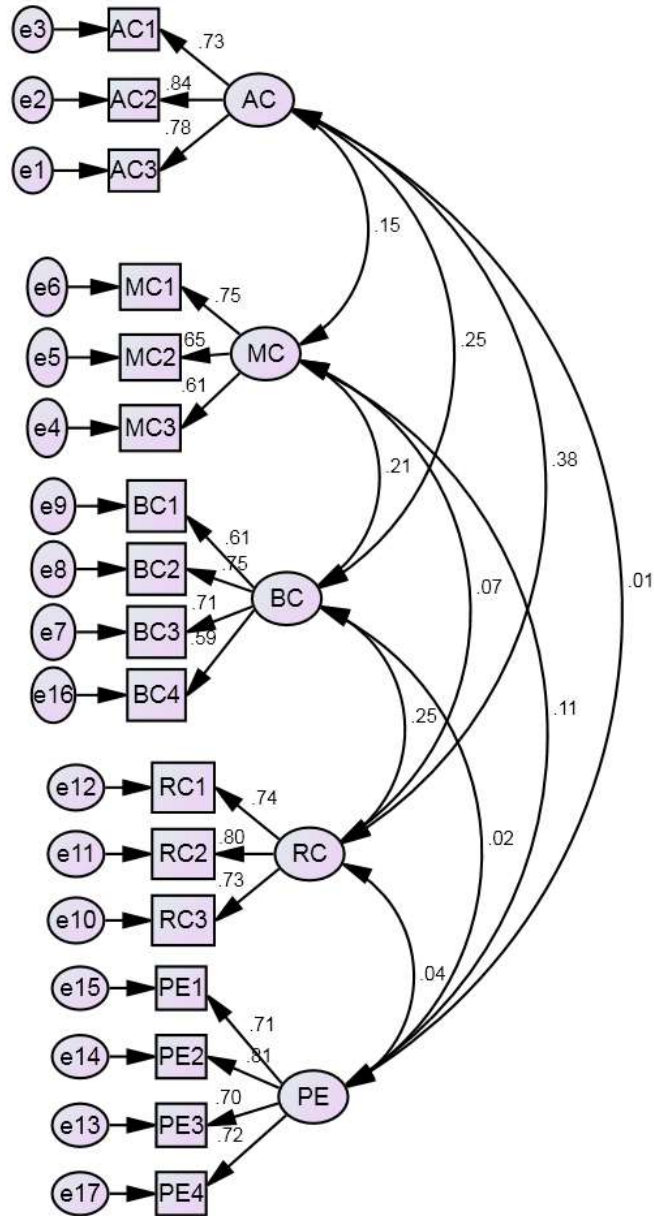 e3 AC1 .73
e2 AC2 .84 AC
e1 AC3 .78
.15
e6 MC1 .75
e5 MC2 65 MC .25
e4 MC3 .61
.38
.21
e9 BC1 .61
e8 BC2 .75 BC .07 .01
e7 BC3 .71
.59
e16 BC4
.25 .11
e12 RC1 .74
e11 RC2 .80 RC .02
e10 RC3 .73
.04
e15 PE1 .71
e14 PE2 .81
PE
e13 PE3 .70
.72
e17 PE4